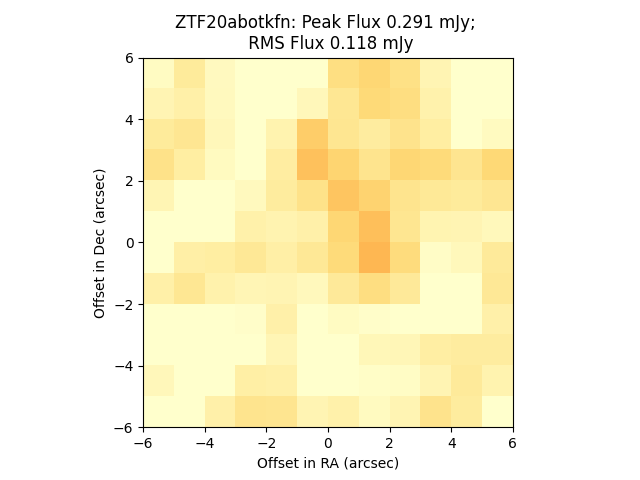 ZTF20abotkfn: Peak Flux 0.291 mJy;
RMS Flux 0.118 mJy
6
4
2
0
−2
−4
−6
Offset in Dec (arcsec)
−6 −4 −2 0 2 4 6
Offset in RA (arcsec)